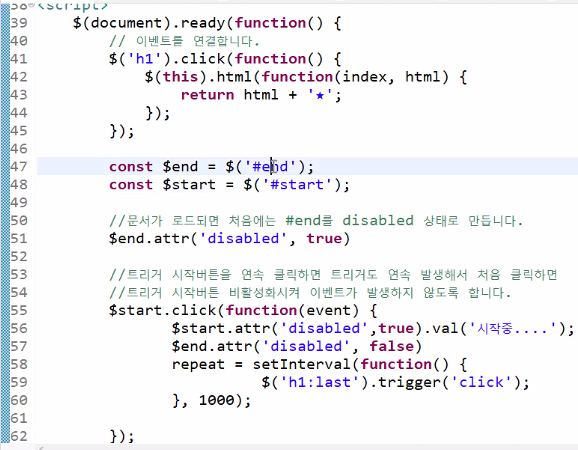 38 <script>
39 $(document).ready(function() {
40 // 이벤트를 연결합니다.
41 $('h1').click(function() {
42 $(this).html(function(index, html) {
43 return html + '★';
44 });
45 });
46
47 const $end = $('#end');
48 const $start = $('#start');
49
50 //문서가 로드되면 처음에는 #end를 disabled 상태로 만듭니다.
51 $end.attr('disabled', true)
52
53 //트리거 시작버튼을 연속 클릭하면 트리거도 연속 발생해서 처음 클릭하면
54 //트리거 시작버튼 비활성화시켜 이벤트가 발생하지 않도록 합니다.
55 $start.click(function(event) {
56 $start.attr('disabled',true).val('시작중....');
57 $end.attr('disabled', false)
58 repeat = setInterval(function() {
59 $('h1:last').trigger('click');
60 }, 1000);
61
62 });